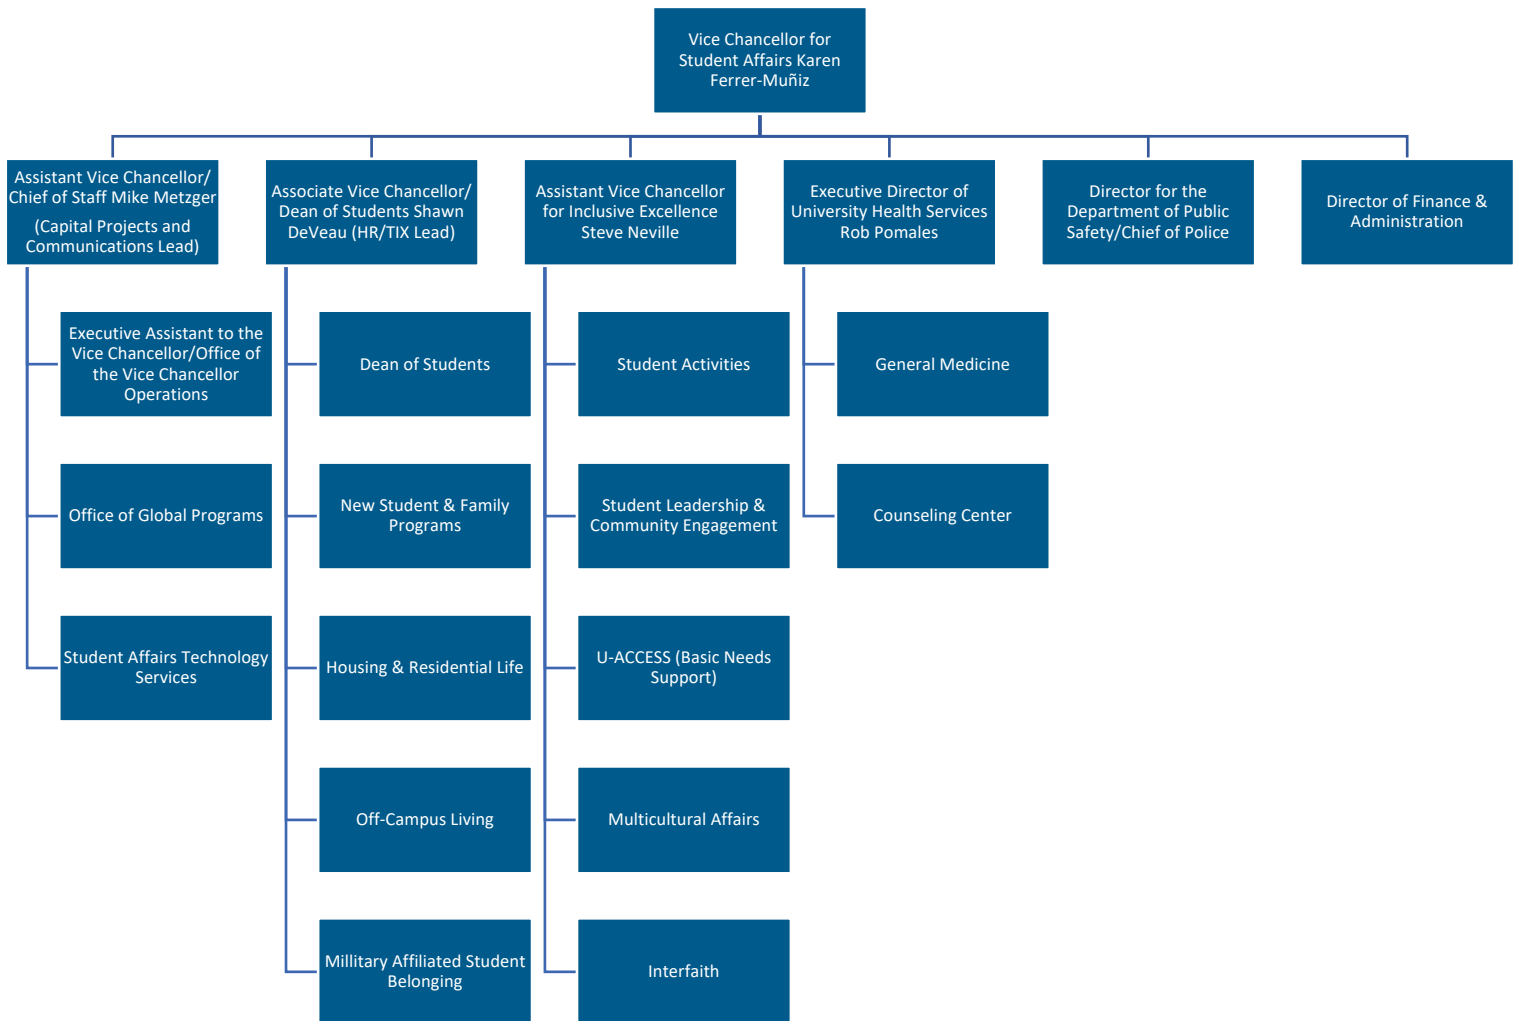 Vice Chancellor for
Student Affairs Karen
Ferrer-Muñiz
Assistant Vice Chancellor/
Chief of Staff Mike Metzger
(Capital Projects and
Communications Lead)
Associate Vice Chancellor/
Dean of Students Shawn
DeVeau (HR/TIX Lead)
Assistant Vice Chancellor
for Inclusive Excellence
Steve Neville
Executive Director of
University Health Services
Rob Pomales
Director for the
Department of Public
Safety/Chief of Police
Director of Finance &
Administration
Executive Assistant to the
Vice Chancellor/Office of
the Vice Chancellor
Operations
Dean of Students
Student Activities
General Medicine
Office of Global Programs
New Student & Family
Programs
Student Leadership &
Community Engagement
Counseling Center
Student Affairs Technology
Services
Housing & Residential Life
U-ACCESS (Basic Needs
Support)
Off-Campus Living
Multicultural Affairs
Millitary Affiliated Student
Belonging
Interfaith